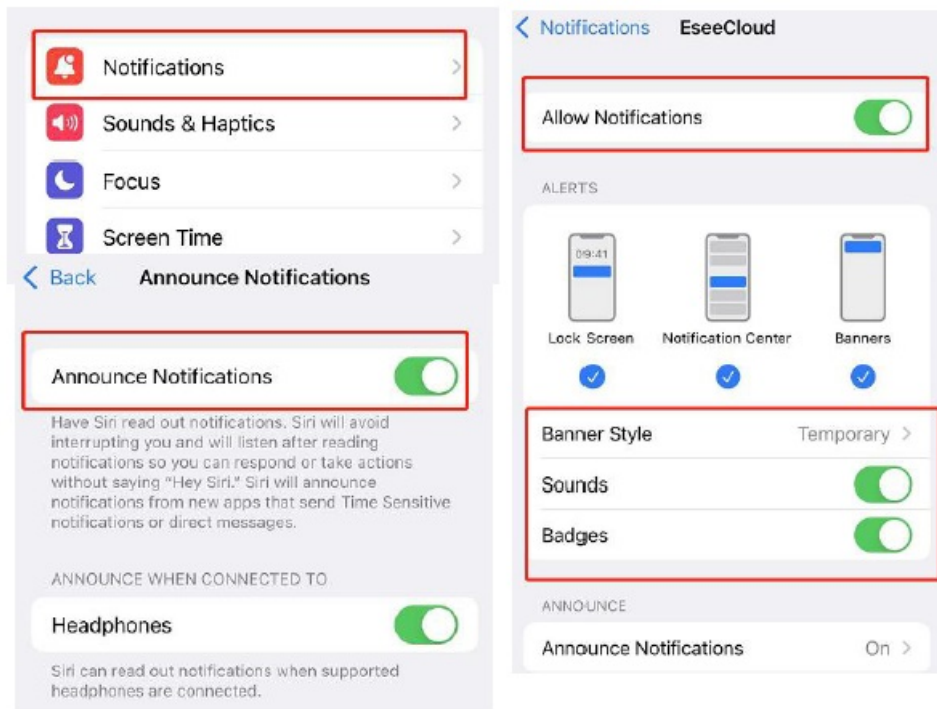 Notifications
Sounds & Haptics
Focus
Screen Time
Back
Announce Notifications
Announce Notifications
Have Siri read out notifications. Siri will avoid
interrupting you and will listen after reading
notifications so you can respond or take actions
without saying “Hey Siri.” Siri will announce
notifications from new apps that send Time Sensitive
notifications or direct messages.
ANNOUNCE WHEN CONNECTED TO
Headphones
Siri can read out notifications when supported
headphones are connected.
Notifications
EseeCloud
Allow Notifications
ALERTS
09:41
Lock Screen
Notification Center
Banners
Banner Style
Temporary
Sounds
Badges
ANNOUNCE
Announce Notifications
On